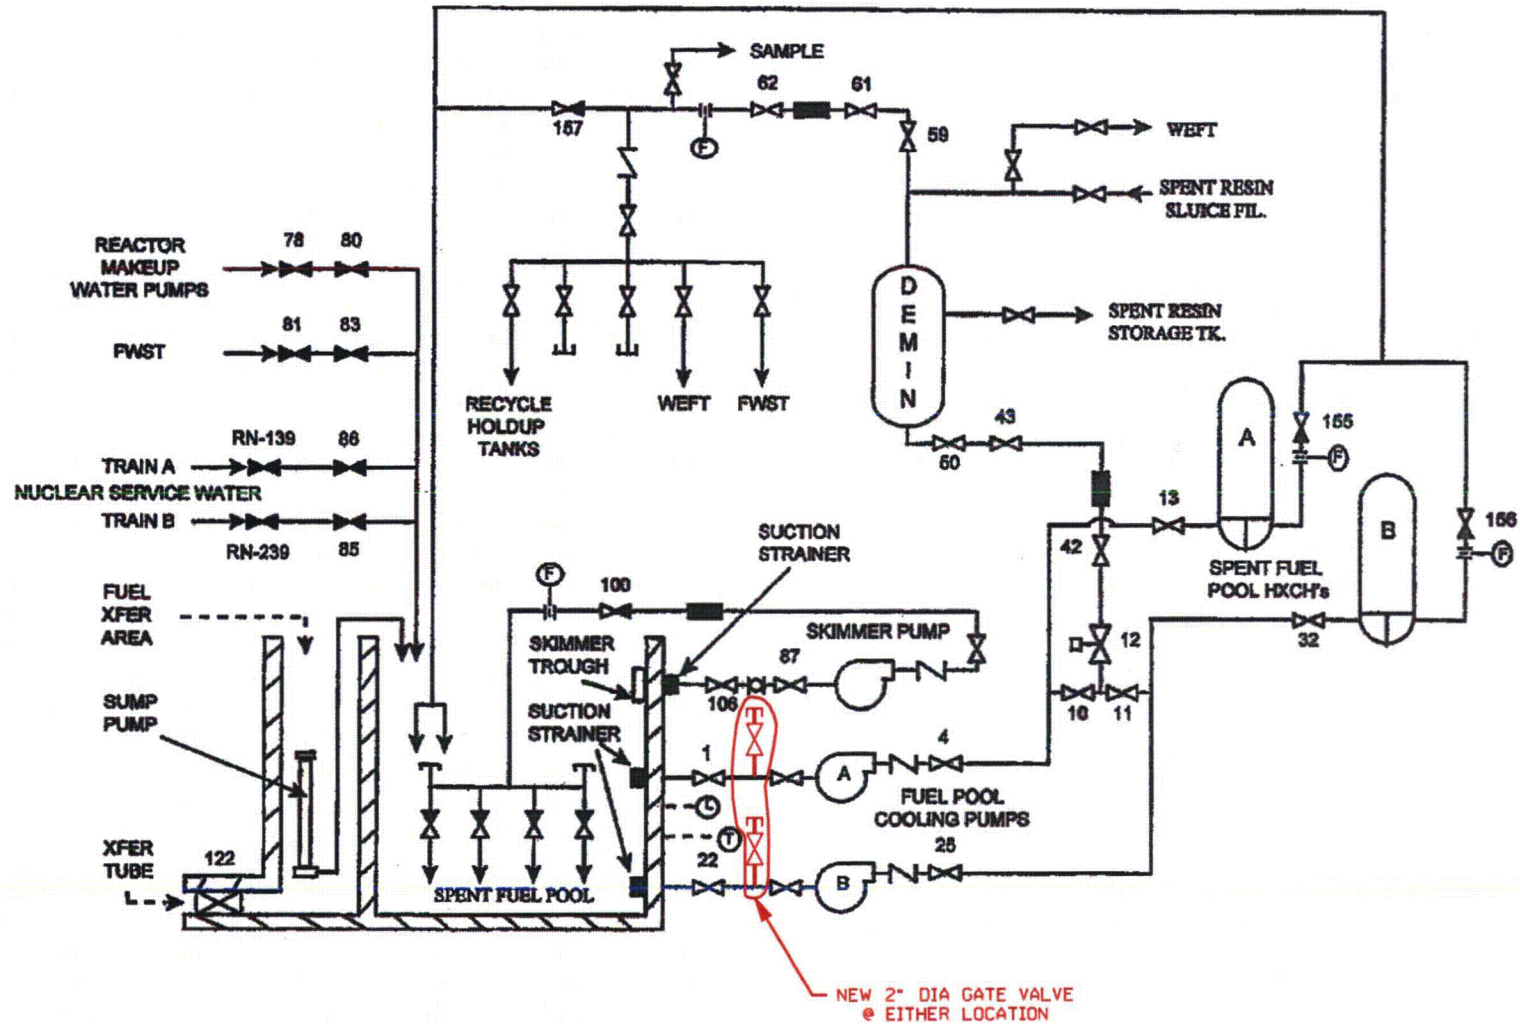 SAMPLE
62
61
157
F
59
WEFT
SPENT RESIN
SLUICE FIL.
REACTOR
MAKEUP
WATER PUMPS
78
80
FWST
81
83
RECYCLE
HOLDUP
TANKS
WEFT
FWST
D
E
M
I
N
SPENT RESIN
STORAGE TK.
60
43
TRAIN A
RN-139
86
NUCLEAR SERVICE WATER
TRAIN B
RN-239
85
A
155
F
B
156
F
13
42
SPENT FUEL
POOL HXCH's
32
SUCTION
STRAINER
FUEL
XFER
AREA
F
100
SKIMMER
TROUGH
SKIMMER PUMP
87
106
12
10
11
SUMP
PUMP
SUCTION
STRAINER
1
A
4
FUEL POOL
COOLING PUMPS
L
T
XFER
TUBE
122
SPENT FUEL POOL
22
B
25
NEW 2" DIA GATE VALVE
@ EITHER LOCATION